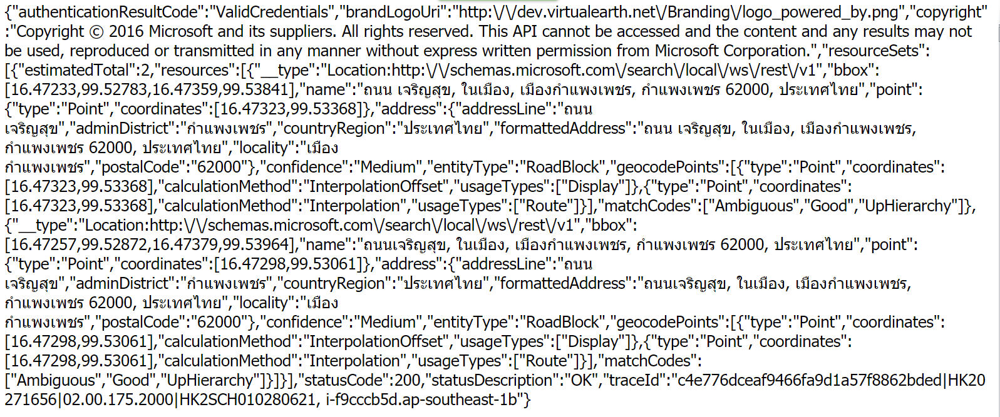 {"authenticationResultCode":"ValidCredentials","brandLogoUri":"http:\/\/dev.virtualearth.net\/Branding\/logo_powered_by.png","copyright"
:"Copyright © 2016 Microsoft and its suppliers. All rights reserved. This API cannot be accessed and the content and any results may not
be used, reproduced or transmitted in any manner without express written permission from Microsoft Corporation.","resourceSets":
[{"estimatedTotal":2,"resources":[{"__type":"Location:http:\/\/schemas.microsoft.com\/search\/local\/ws\/rest\/v1","bbox":
[16.47233,99.52783,16.47359,99.53841],"name":"ถนน เจริญสุข, ในเมือง, เมืองกำแพงเพชร, กำแพงเพชร 62000, ประเทศไทย","point":
{"type":"Point","coordinates":[16.47323,99.53368]},"address":{"addressLine":"ถนน
เจริญสุข","adminDistrict":"กำแพงเพชร","countryRegion":"ประเทศไทย","formattedAddress":"ถนน เจริญสุข, ในเมือง, เมืองกำแพงเพชร,
กำแพงเพชร 62000, ประเทศไทย","locality":"เมือง
กำแพงเพชร","postalCode":"62000"},"confidence":"Medium","entityType":"RoadBlock","geocodePoints":[{"type":"Point","coordinates":
[16.47323,99.53368],"calculationMethod":"InterpolationOffset","usageTypes":["Display"]},{"type":"Point","coordinates":
[16.47323,99.53368],"calculationMethod":"Interpolation","usageTypes":["Route"]}],"matchCodes":["Ambiguous","Good","UpHierarchy"]},
{"__type":"Location:http:\/\/schemas.microsoft.com\/search\/local\/ws\/rest\/v1","bbox":
[16.47257,99.52872,16.47379,99.53964],"name":"ถนนเจริญสุข, ในเมือง, เมืองกำแพงเพชร, กำแพงเพชร 62000, ประเทศไทย","point":
{"type":"Point","coordinates":[16.47298,99.53061]},"address":{"addressLine":"ถนน
เจริญสุข","adminDistrict":"กำแพงเพชร","countryRegion":"ประเทศไทย","formattedAddress":"ถนนเจริญสุข, ในเมือง, เมืองกำแพงเพชร,
กำแพงเพชร 62000, ประเทศไทย","locality":"เมือง
กำแพงเพชร","postalCode":"62000"},"confidence":"Medium","entityType":"RoadBlock","geocodePoints":[{"type":"Point","coordinates":
[16.47298,99.53061],"calculationMethod":"InterpolationOffset","usageTypes":["Display"]},{"type":"Point","coordinates":
[16.47298,99.53061],"calculationMethod":"Interpolation","usageTypes":["Route"]}],"matchCodes":
["Ambiguous","Good","UpHierarchy"]}]}],"statusCode":200,"statusDescription":"OK","traceId":"c4e776dceaf9466fa9d1a57f8862bded|HK20
271656|02.00.175.2000|HK2SCH010280621, i-f9cccb5d.ap-southeast-1b"}